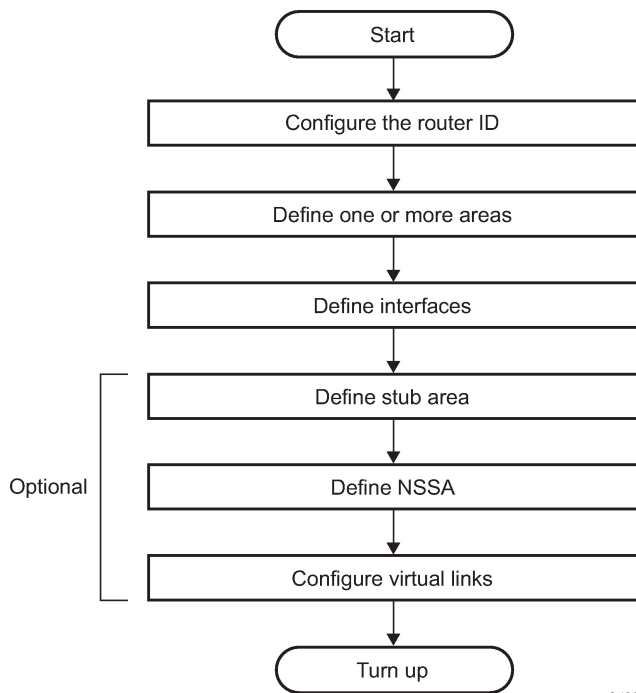 Start
Configure the router ID
Define one or more areas
Define interfaces
Define stub area
Optional
Define NSSA
Configure virtual links
Turn up